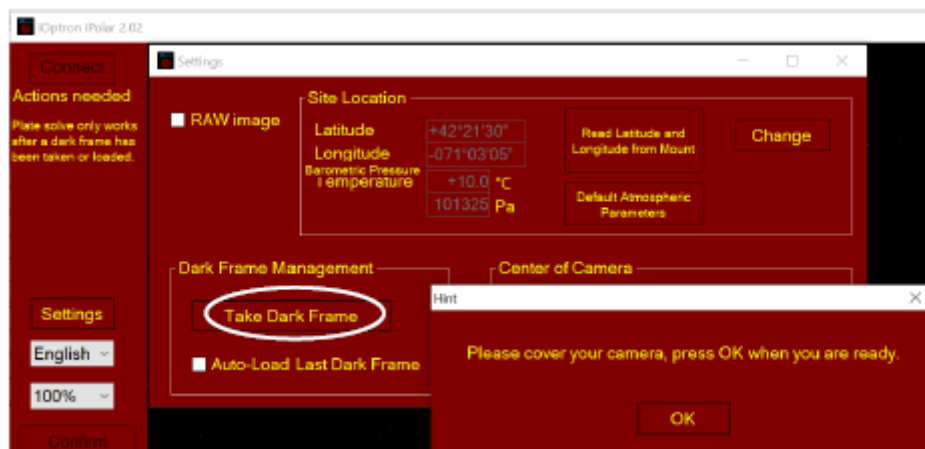 iOptron iPolar 2.02
Connect
Actions needed
Plate solve only works
after a dark frame has
been taken or loaded.
Settings
English
100%
Confirm
Settings
RAW image
Site Location
Latitude
+42°21'30"
Longitude
-071°03'05"
Barometric Pressure
Temperature
+10.0 °C
101325 Pa
Read Latitude and
Longitude from Mount
Default Atmospheric
Parameters
Change
Dark Frame Management
Take Dark Frame
Auto-Load Last Dark Frame
Center of Camera
Hint
Please cover your camera, press OK when you are ready.
OK